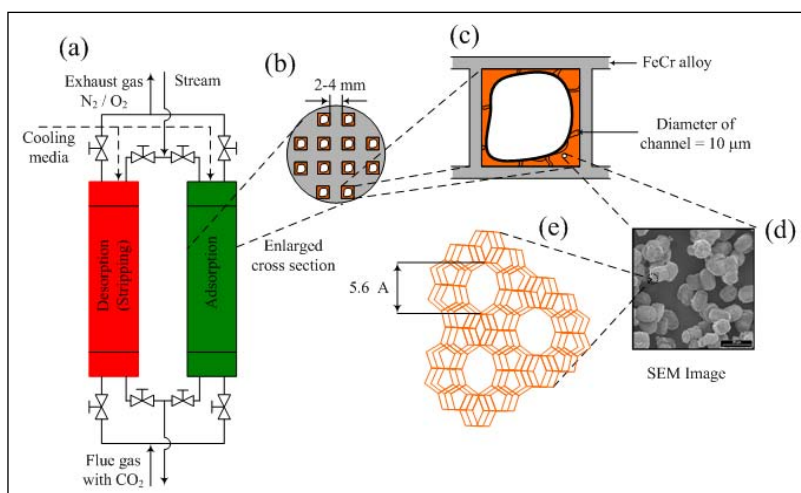 (a)
Exhaust gas
N2 / O2
Stream
Cooling
media
Desorption
(Stripping)
Adsorption
Flue gas
with CO2
(b)
2-4 mm
Enlarged
cross section
(c)
FeCr alloy
Diameter of
channel = 10 μm
(d)
SEM Image
(e)
5.6 A